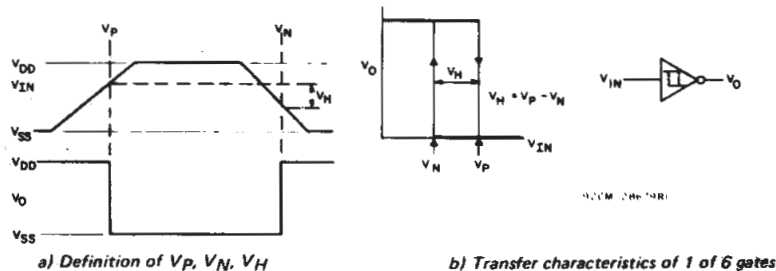 VP
VN
VDD
VIN
VH
VSS
VDD
VO
VSS
a) Definition of VP, VN, VH
VO
VH
VH = VP − VN
VIN
VN
VP
VIN
VO
b) Transfer characteristics of 1 of 6 gates